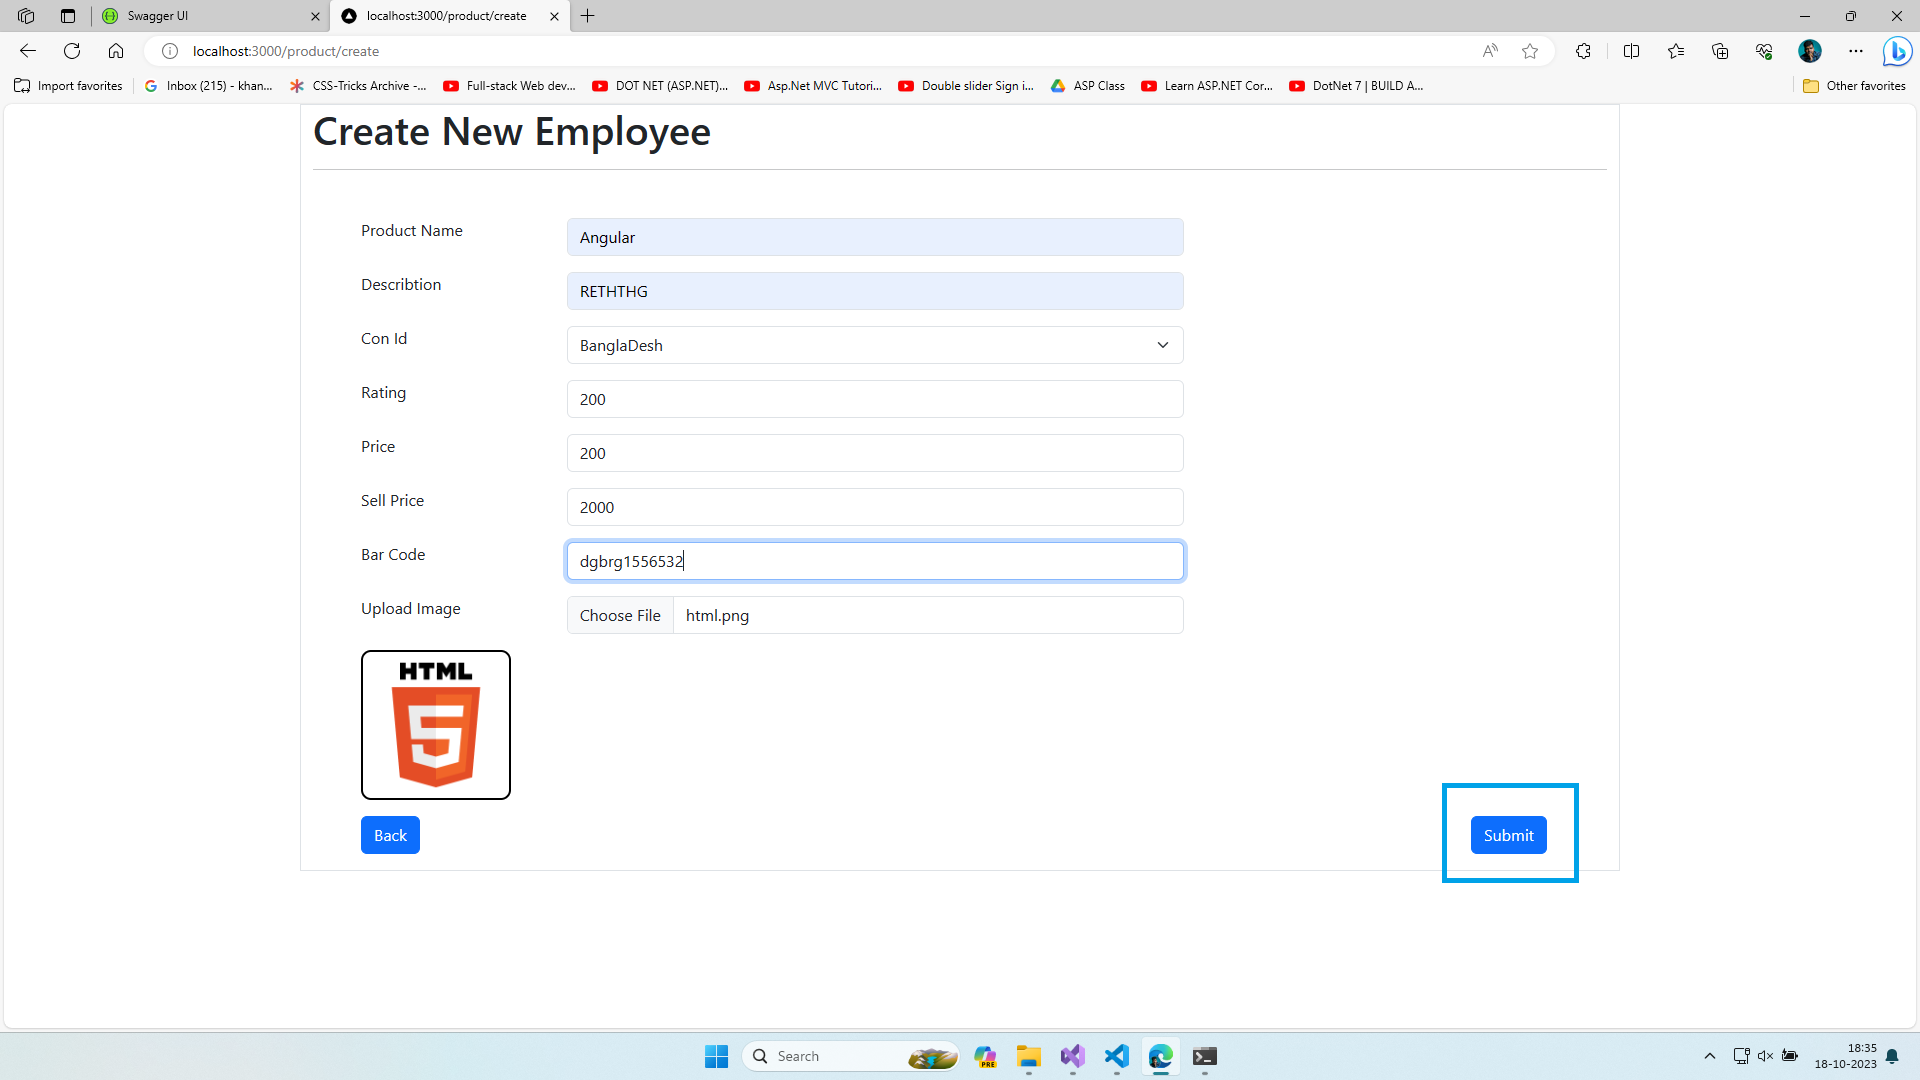 Swagger UI
localhost:3000/product/create
localhost:3000/product/create
Import favorites
Inbox (215) - khan...
CSS-Tricks Archive -...
Full-stack Web dev...
DOT NET (ASP.NET)...
Asp.Net MVC Tutori...
Double slider Sign i...
ASP Class
Learn ASP.NET Cor...
DotNet 7 | BUILD A...
Other favorites
Create New Employee
Product Name
Angular
Describtion
RETHTHG
Con Id
BanglaDesh
Rating
200
Price
200
Sell Price
2000
Bar Code
dgbrg1556532
Upload Image
Choose File
html.png
HTML
5
Back
Submit
Search
PRE
18:35
18-10-2023